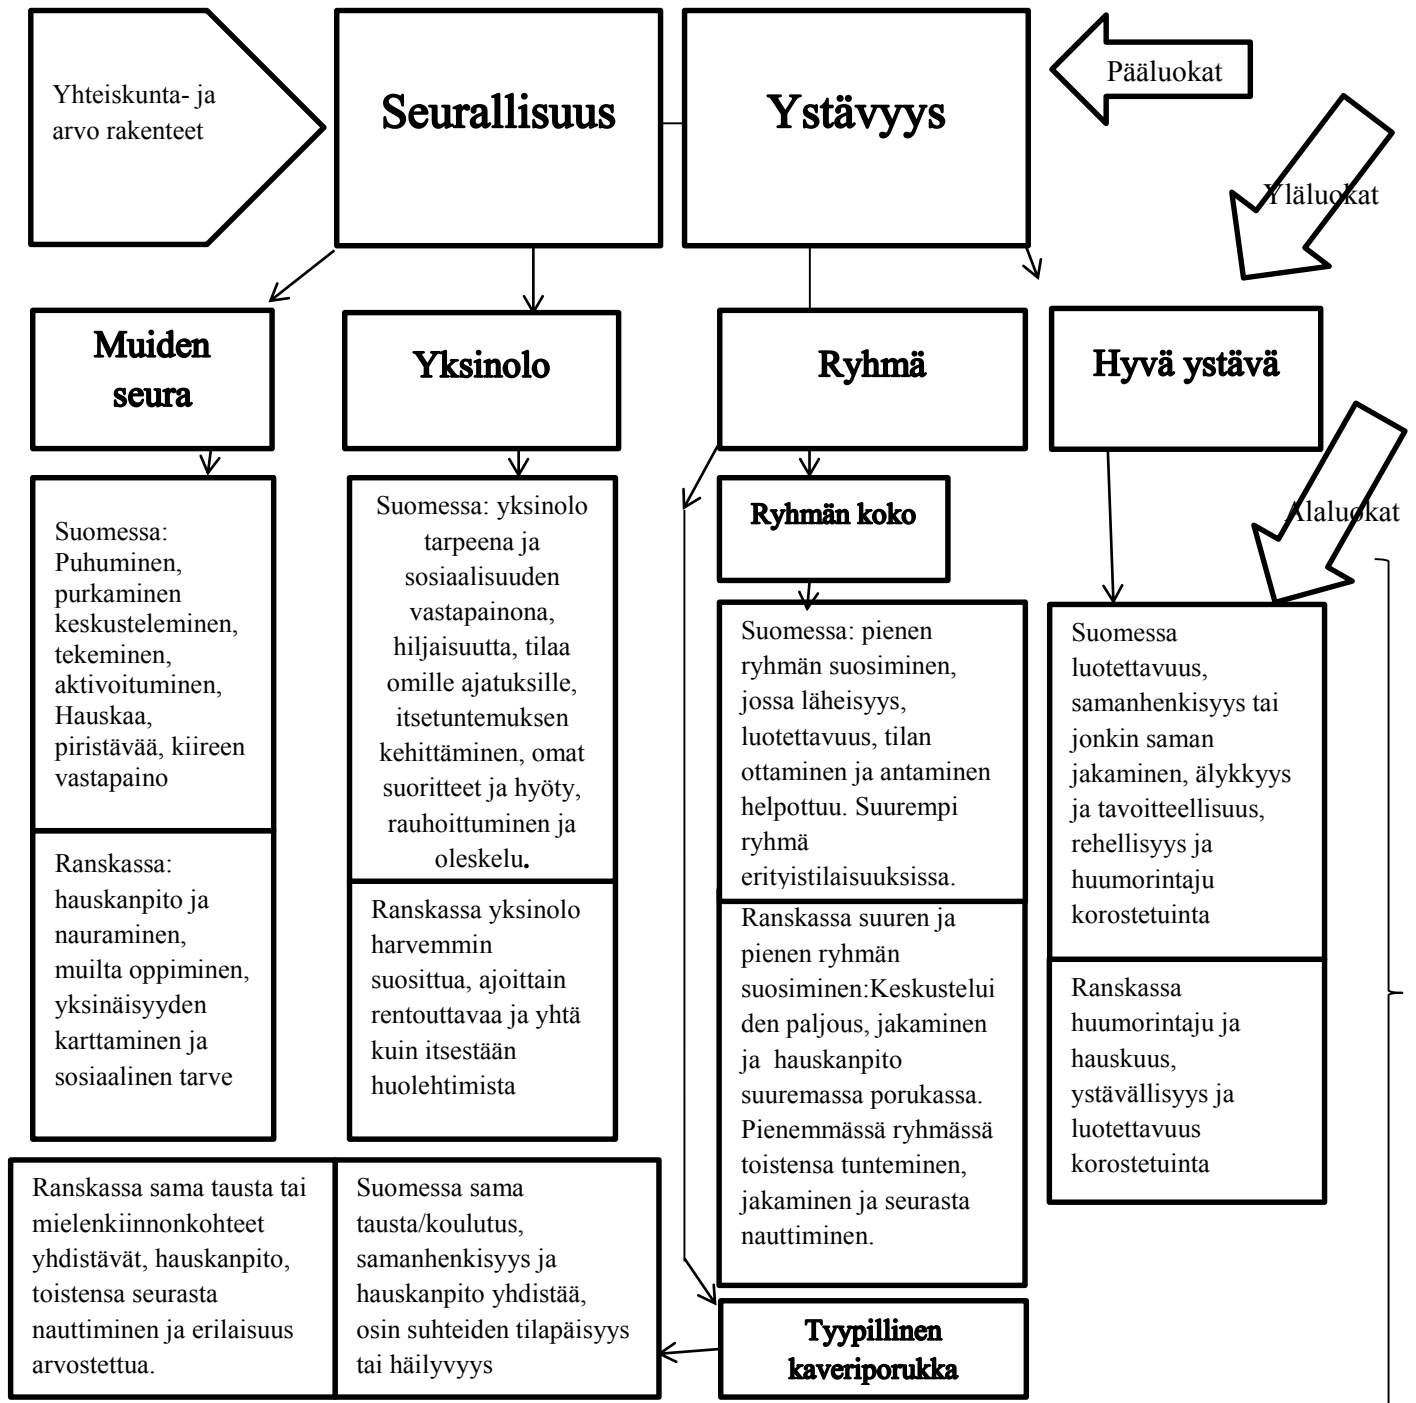 Yhteiskunta- ja
arvo rakenteet
Seurallisuus
Ystävyys
Pääluokat
Yläluokat
Muiden
seura
Yksinolo
Ryhmä
Hyvä ystävä
Alaluokat
Suomessa:
Puhuminen,
purkaminen
keskusteleminen,
tekeminen,
aktivoituminen,
Hauskaa,
piristävää, kiireen
vastapaino
Ranskassa:
hauskanpito ja
nauraminen,
muilta oppiminen,
yksinäisyyden
karttaminen ja
sosiaalinen tarve
Suomessa: yksinolo
tarpeena ja
sosiaalisuuden
vastapainona,
hiljaisuutta, tilaa
omille ajatuksille,
itsetuntemuksen
kehittäminen, omat
suoritteet ja hyöty,
rauhoittuminen ja
oleskelu.
Ranskassa yksinolo
harvemmin
suosittua, ajoittain
rentouttavaa ja yhtä
kuin itsestään
huolehtimista
Ryhmän koko
Suomessa: pienen
ryhmän suosiminen,
jossa läheisyys,
luotettavuus, tilan
ottaminen ja antaminen
helpottuu. Suurempi
ryhmä
erityistilaisuuksissa.
Ranskassa suuren ja
pienen ryhmän
suosiminen:Keskustelui
den paljous, jakaminen
ja hauskanpito
suuremassa porukassa.
Pienemmässä ryhmässä
toistensa tunteminen,
jakaminen ja seurasta
nauttiminen.
Suomessa
luotettavuus,
samanhenkisyys tai
jonkin saman
jakaminen, älykkyys
ja tavoitteellisuus,
rehellisyys ja
huumorintaju
korostetuinta
Ranskassa
huumorintaju ja
hauskuus,
ystävällisyys ja
luotettavuus
korostetuinta
Ranskassa sama tausta tai
mielenkiinnonkohteet
yhdistävät, hauskanpito,
toistensa seurasta
nauttiminen ja erilaisuus
arvostettua.
Suomessa sama
tausta/koulutus,
samanhenkisyys ja
hauskanpito yhdistää,
osin suhteiden tilapäisyys
tai häilyvyys
Tyypillinen
kaveriporukka